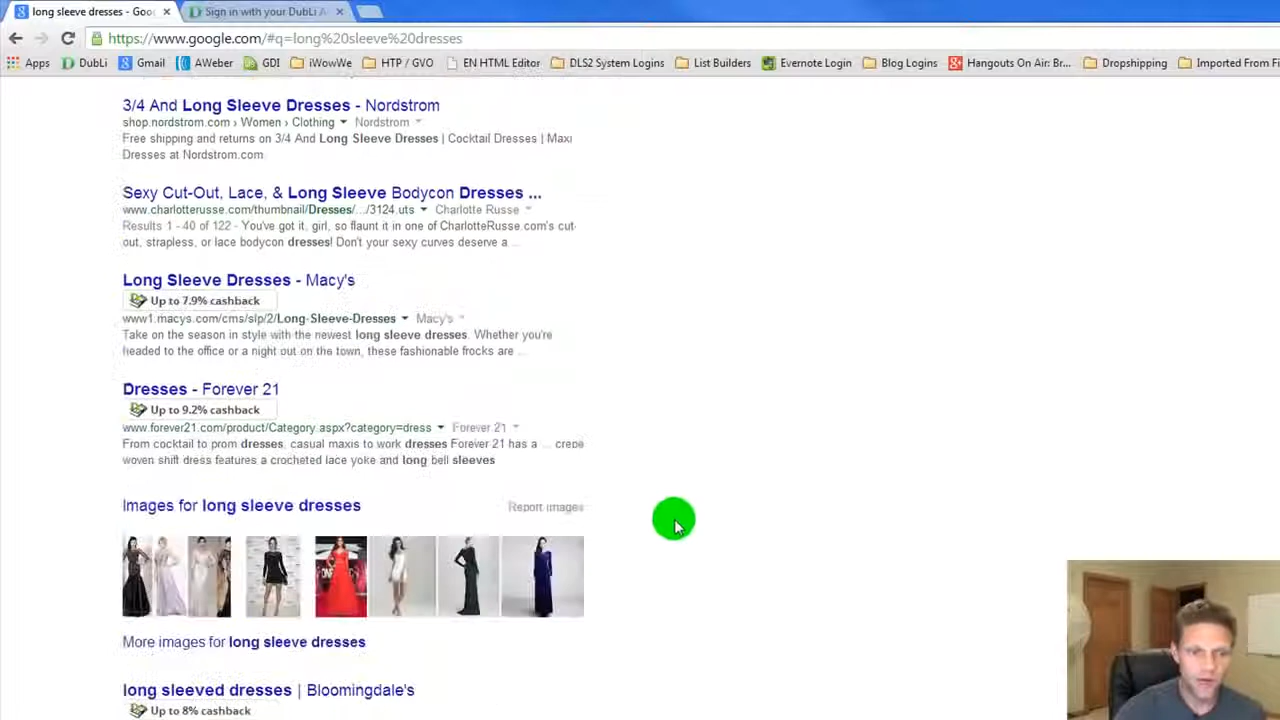 long sleeve dresses - Goo
Sign in with your DubLi A
https://www.google.com/#q=long%20sleeve%20dresses
Apps DubLi Gmail AWeber GDI iWowWe HTP / GVO EN HTML Editor DLS2 System Logins List Builders Evernote Login Blog Logins Hangouts On Air: Br... Dropshipping Imported From Fi
3/4 And Long Sleeve Dresses - Nordstrom
shop.nordstrom.com › Women › Clothing Nordstrom
Free shipping and returns on 3/4 And Long Sleeve Dresses | Cocktail Dresses | Maxi
Dresses at Nordstrom.com
Sexy Cut-Out, Lace, & Long Sleeve Bodycon Dresses ...
www.charlotterusse.com/thumbnail/Dresses/.../3124.uts Charlotte Russe
Results 1 - 40 of 122 - You've got it, girl, so flaunt it in one of CharlotteRusse.com's cut-
out, strapless, or lace bodycon dresses! Don't your sexy curves deserve a ...
Long Sleeve Dresses - Macy's
Up to 7.9% cashback
www1.macys.com/cms/slp/2/Long-Sleeve-Dresses Macy's
Take on the season in style with the newest long sleeve dresses. Whether you're
headed to the office or a night out on the town, these fashionable frocks are ...
Dresses - Forever 21
Up to 9.2% cashback
www.forever21.com/product/Category.aspx?category=dress Forever 21
From cocktail to prom dresses, casual maxis to work dresses Forever 21 has a ... crepe
woven shift dress features a crocheted lace yoke and long bell sleeves
Images for long sleeve dresses
Report images
More images for long sleeve dresses
long sleeved dresses | Bloomingdale's
Up to 8% cashback